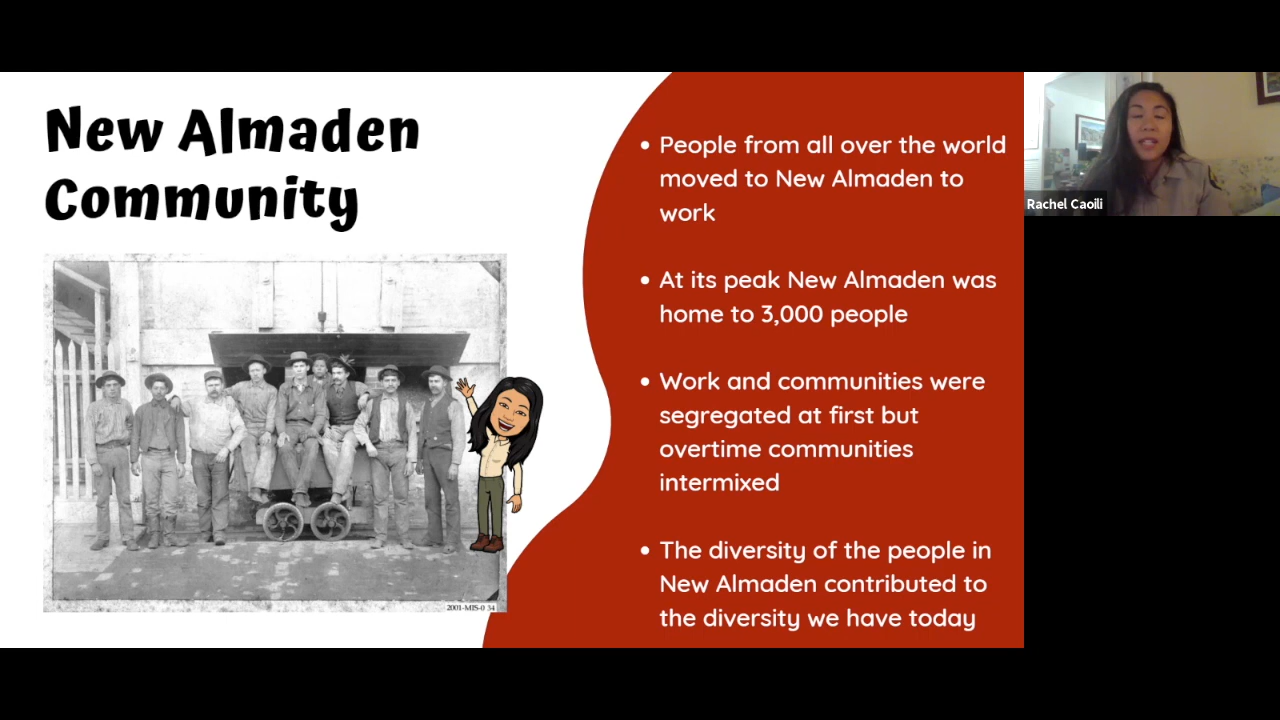 New Almaden
Community
• People from all over the world
moved to New Almaden to
work
• At its peak New Almaden was
home to 3,000 people
• Work and communities were
segregated at first but
overtime communities
intermixed
• The diversity of the people in
New Almaden contributed to
the diversity we have today
2001-MIS-0 34
Rachel Caoili